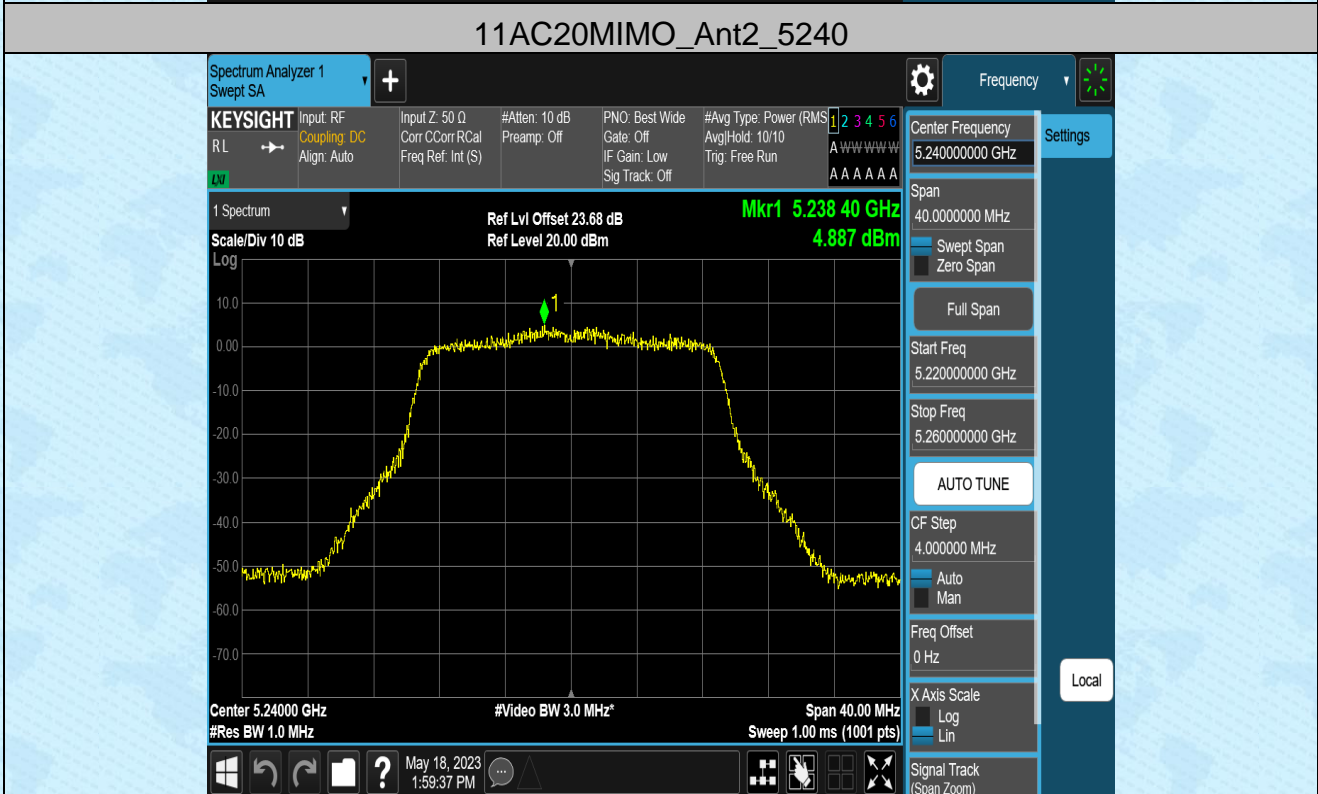 11AC20MIMO_Ant2_5240
Spectrum Analyzer 1
Swept SA
+
Frequency
KEYSIGHT
RL
LXI
Input: RF
Coupling: DC
Align: Auto
Input Z: 50 Ω
Corr CCorr RCal
Freq Ref: Int (S)
#Atten: 10 dB
Preamp: Off
PNO: Best Wide
Gate: Off
IF Gain: Low
Sig Track: Off
#Avg Type: Power (RMS
Avg|Hold: 10/10
Trig: Free Run
1 2 3 4 5 6
A W W W W W
A A A A A A
1 Spectrum
Scale/Div 10 dB
Log
Ref Lvl Offset 23.68 dB
Ref Level 20.00 dBm
Mkr1 5.238 40 GHz
4.887 dBm
1
10.0
0.00
-10.0
-20.0
-30.0
-40.0
-50.0
-60.0
-70.0
Center 5.24000 GHz
#Res BW 1.0 MHz
#Video BW 3.0 MHz*
Span 40.00 MHz
Sweep 1.00 ms (1001 pts)
?
May 18, 2023
1:59:37 PM
Center Frequency
5.240000000 GHz
Settings
Span
40.0000000 MHz
Swept Span
Zero Span
Full Span
Start Freq
5.220000000 GHz
Stop Freq
5.260000000 GHz
AUTO TUNE
CF Step
4.000000 MHz
Auto
Man
Freq Offset
0 Hz
X Axis Scale
Log
Lin
Local
Signal Track
(Span Zoom)